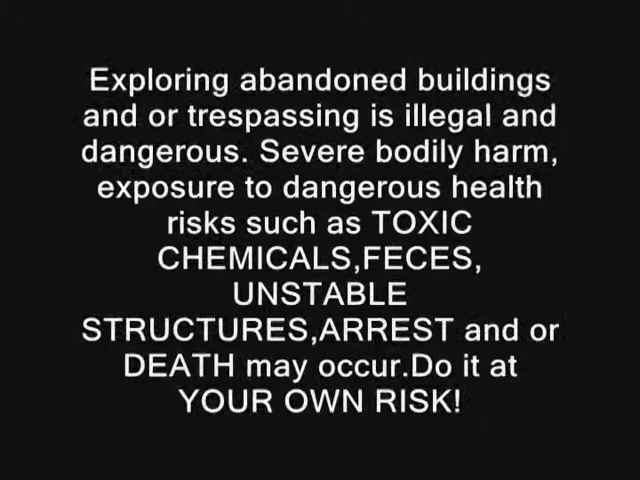 Exploring abandoned buildings
and or trespassing is illegal and
dangerous. Severe bodily harm,
exposure to dangerous health
risks such as TOXIC
CHEMICALS,FECES,
UNSTABLE
STRUCTURES,ARREST and or
DEATH may occur.Do it at
YOUR OWN RISK!